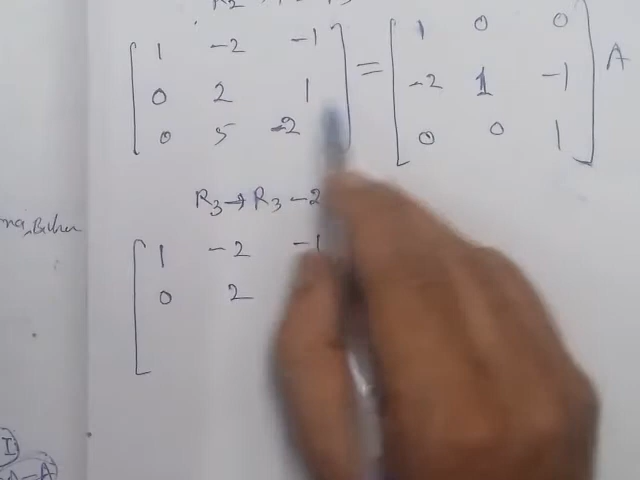 1 -2 -1 = 1 0 0 A
0 2 1 -2 1 -1
0 5 -2 0 0 1
R3 → R3 - 2
1 -2 -1
0 2
I